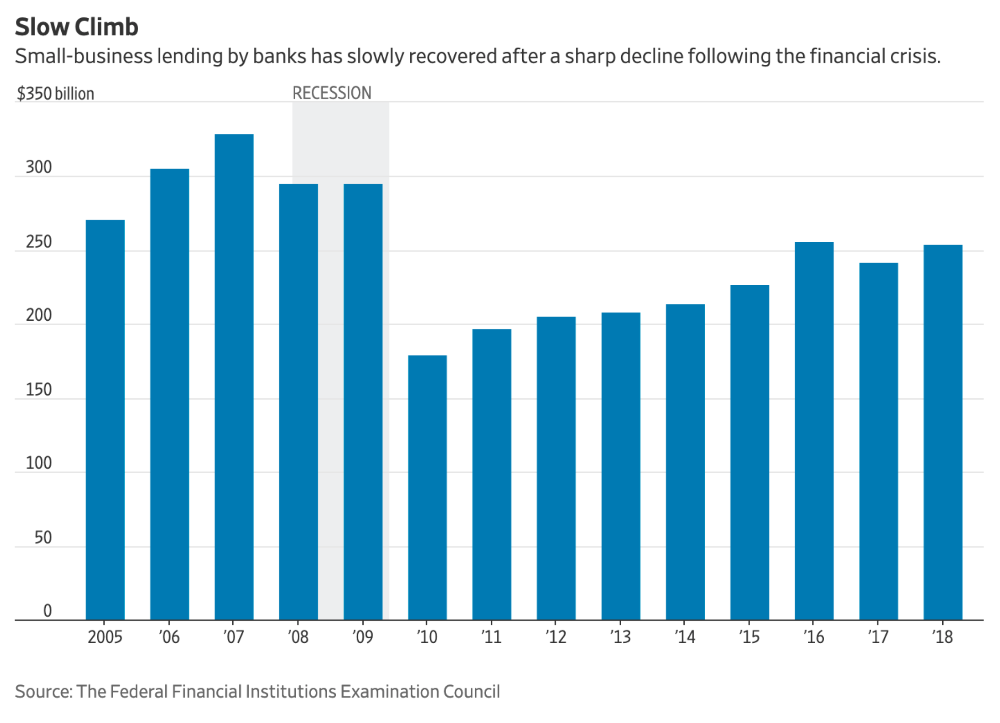 Slow Climb
Small-business lending by banks has slowly recovered after a sharp decline following the financial crisis.
$350 billion
RECESSION
300
250
200
150
100
50
0
2005 ’06 ’07 ’08 ’09 ’10 ’11 ’12 ’13 ’14 ’15 ’16 ’17 ’18
Source: The Federal Financial Institutions Examination Council